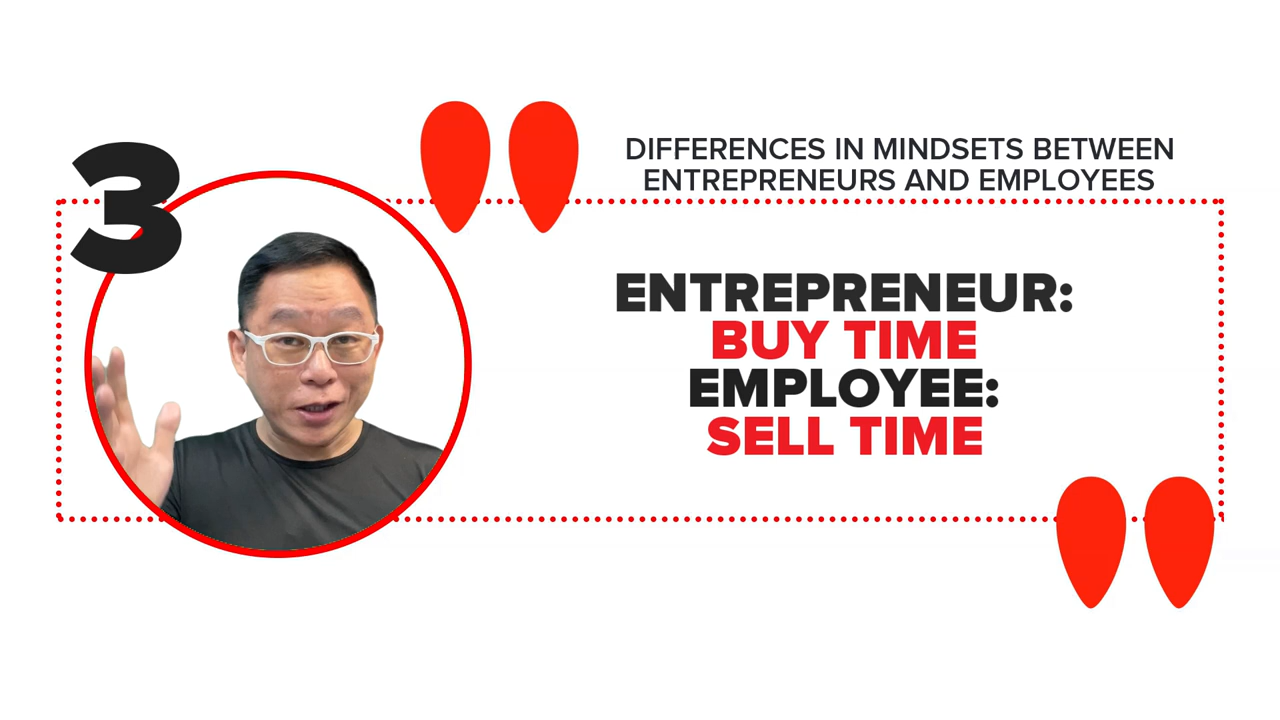 3
DIFFERENCES IN MINDSETS BETWEEN
ENTREPRENEURS AND EMPLOYEES
ENTREPRENEUR:
BUY TIME
EMPLOYEE:
SELL TIME